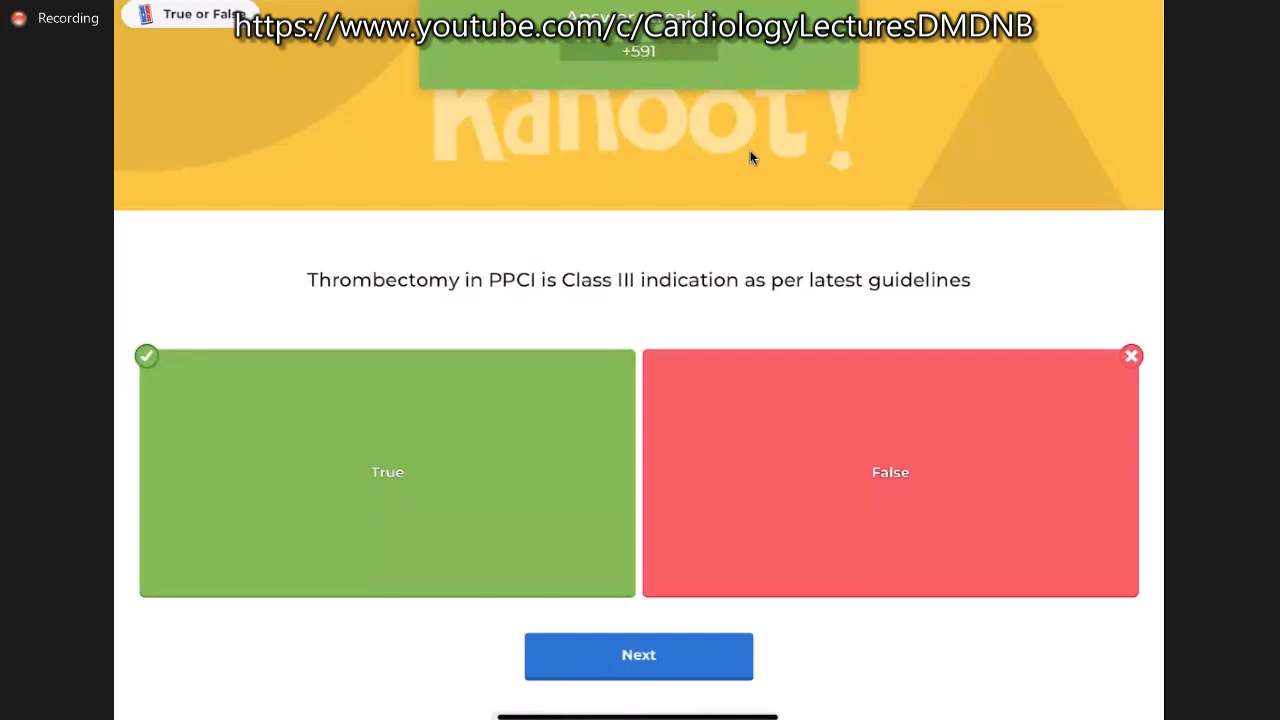 Recording
True or False
https://www.youtube.com/c/CardiologyLecturesDMDNB
+591
Kahoot!
Thrombectomy in PPCI is Class III indication as per latest guidelines
True
False
Next